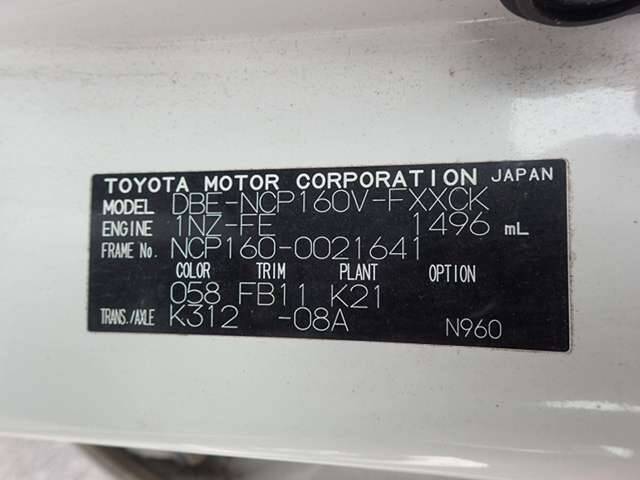 TOYOTA MOTOR CORPORATION JAPAN
MODEL DBE-NCP160V-FXXCK
ENGINE 1NZ-FE 1496 mL
FRAME No. NCP160-0021641
COLOR TRIM PLANT OPTION
058 FB11 K21
TRANS./AXLE K312 -08A N960